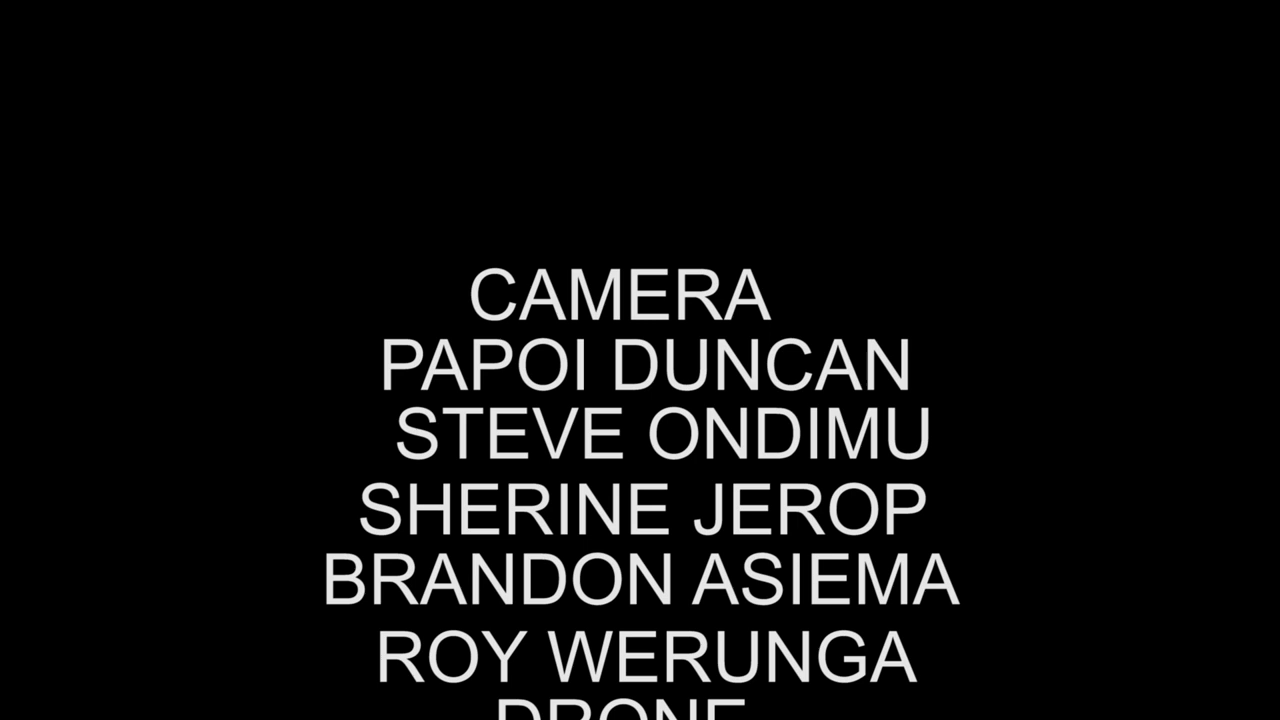 CAMERA
PAPOI DUNCAN
STEVE ONDIMU
SHERINE JEROP
BRANDON ASIEMA
ROY WERUNGA
DRONE